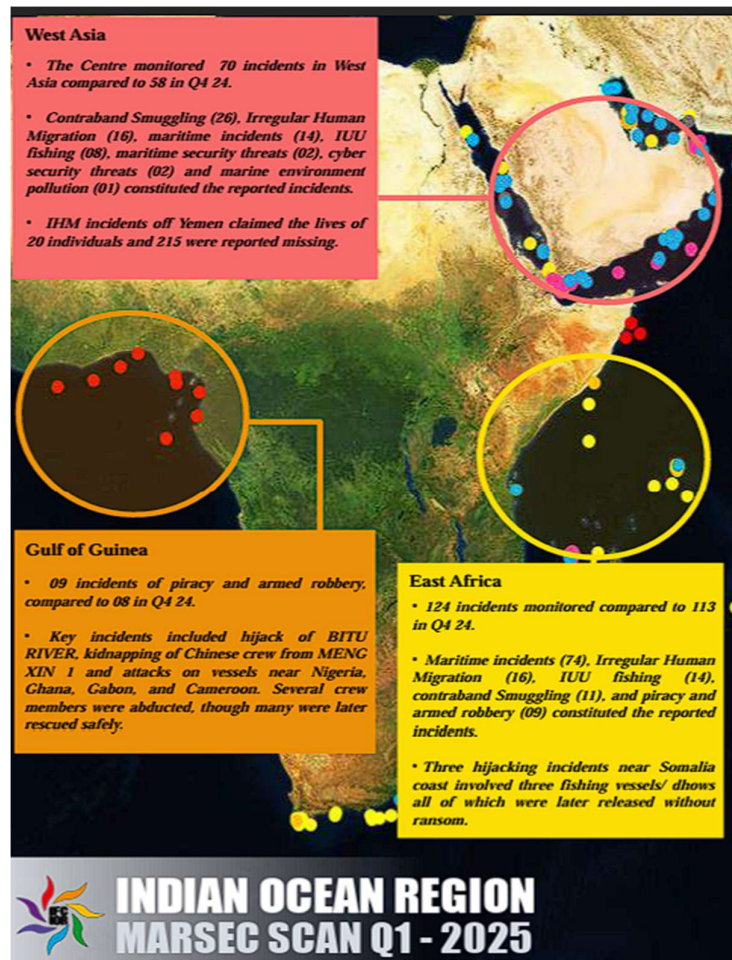 West Asia
• The Centre monitored 70 incidents in West
Asia compared to 58 in Q4 24.
• Contraband Smuggling (26), Irregular Human
Migration (16), maritime incidents (14), IUU
fishing (08), maritime security threats (02), cyber
security threats (02) and marine environment
pollution (01) constituted the reported incidents.
• IHM incidents off Yemen claimed the lives of
20 individuals and 215 were reported missing.
Gulf of Guinea
• 09 incidents of piracy and armed robbery,
compared to 08 in Q4 24.
• Key incidents included hijack of BITU
RIVER, kidnapping of Chinese crew from MENG
XIN 1 and attacks on vessels near Nigeria,
Ghana, Gabon, and Cameroon. Several crew
members were abducted, though many were later
rescued safely.
East Africa
• 124 incidents monitored compared to 113
in Q4 24.
• Maritime incidents (74), Irregular Human
Migration (16), IUU fishing (14),
contraband Smuggling (11), and piracy and
armed robbery (09) constituted the reported
incidents.
• Three hijacking incidents near Somalia
coast involved three fishing vessels/ dhows
all of which were later released without
ransom.
IFC
IOR
INDIAN OCEAN REGION
MARSEC SCAN Q1 - 2025